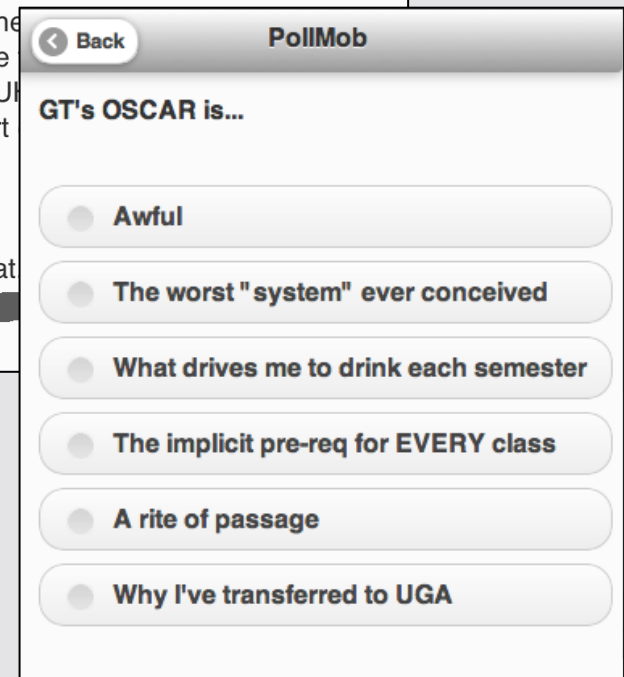 Back
PollMob
GT's OSCAR is...
Awful
The worst "system" ever conceived
What drives me to drink each semester
The implicit pre-req for EVERY class
A rite of passage
Why I've transferred to UGA